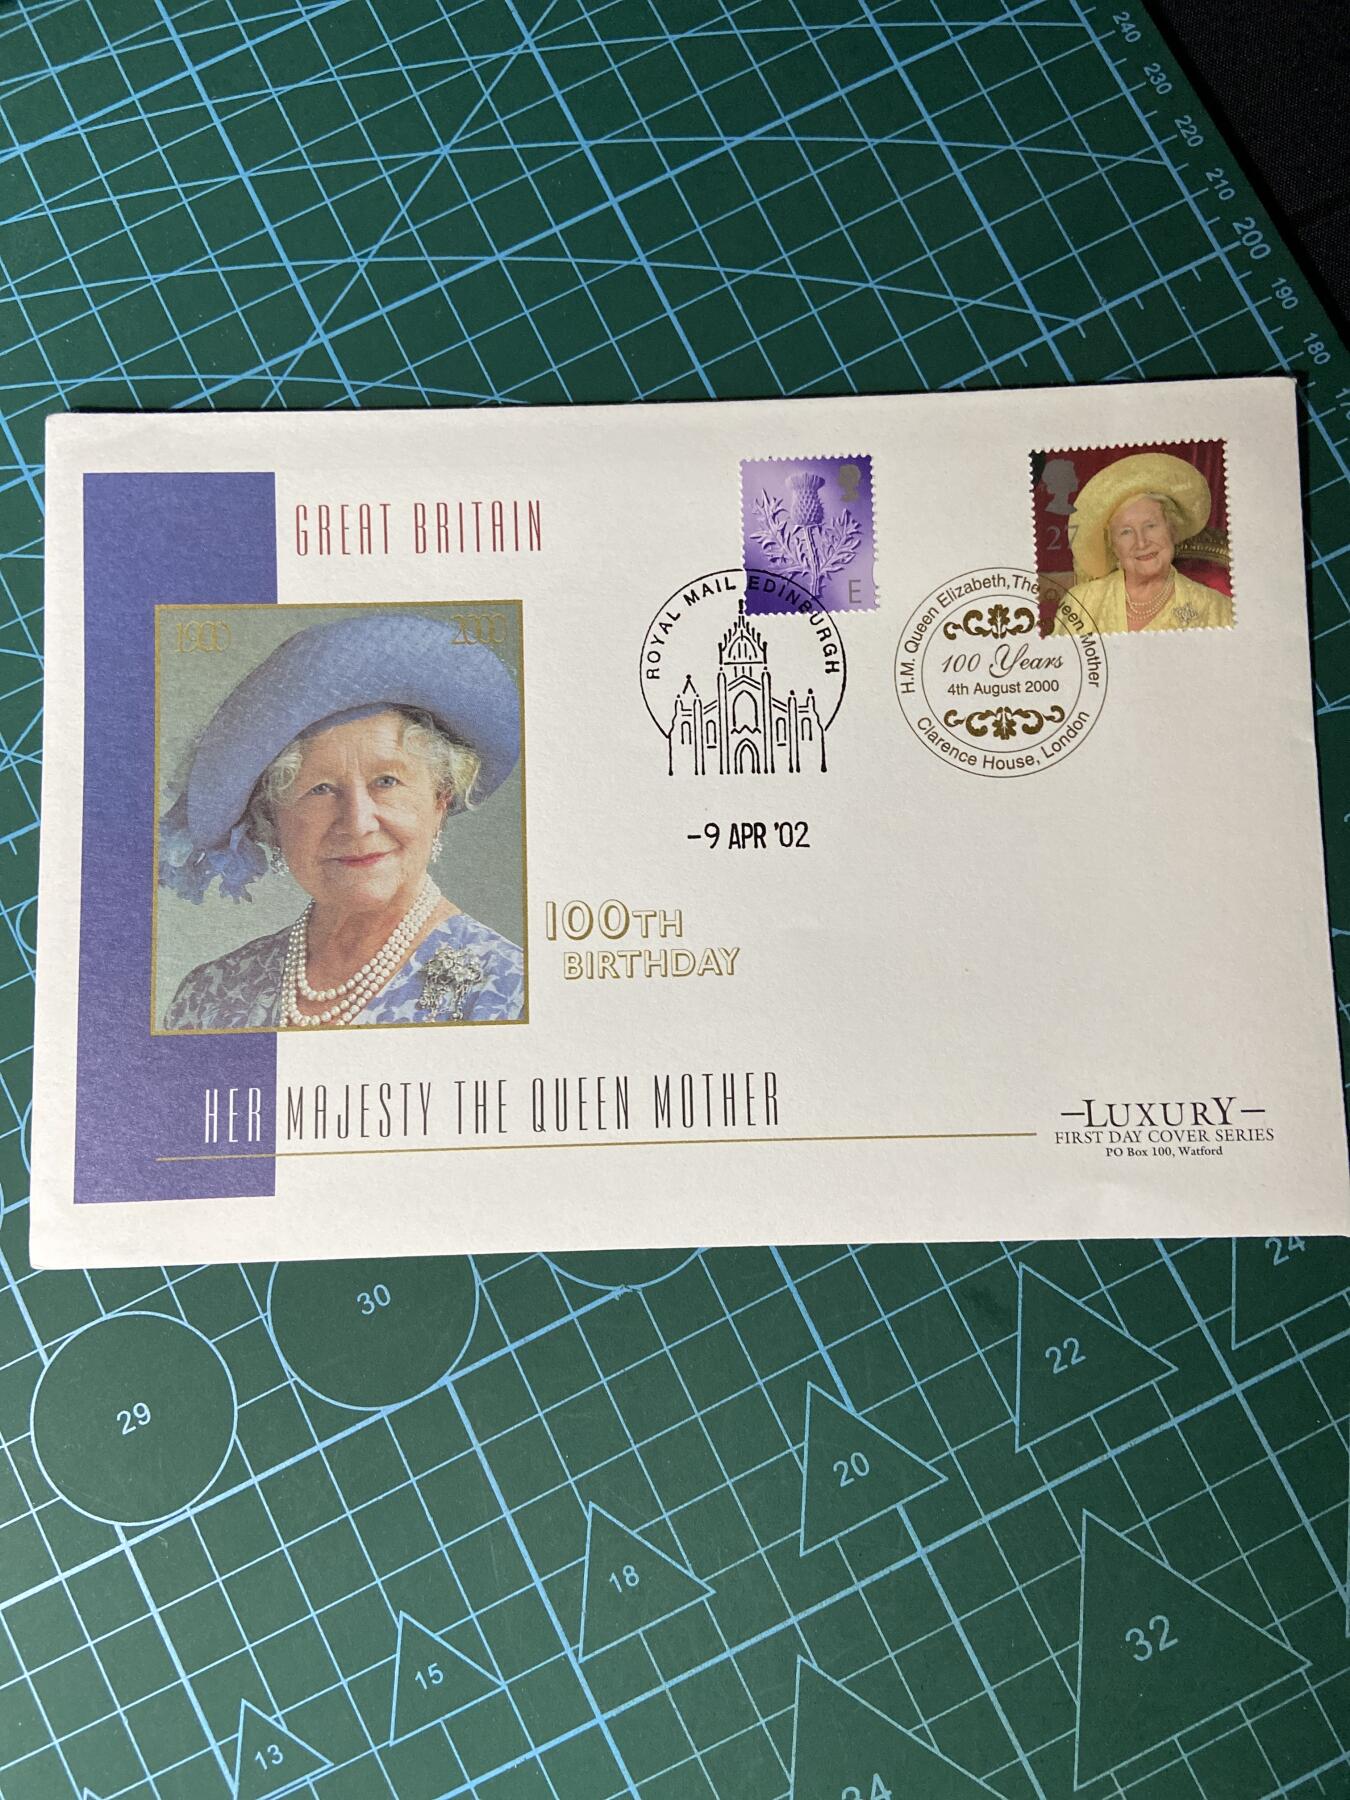 240
230
220
210
200
190
180
GREAT BRITAIN
1900 2000
E
27
ROYAL MAIL EDINBURGH
-9 APR '02
H.M. Queen Elizabeth, The Queen Mother
100 Years
4th August 2000
Clarence House, London
100TH
BIRTHDAY
HER MAJESTY THE QUEEN MOTHER
LUXURY
FIRST DAY COVER SERIES
PO Box 100, Watford
24
30
22
29
20
18
32
15
13
34